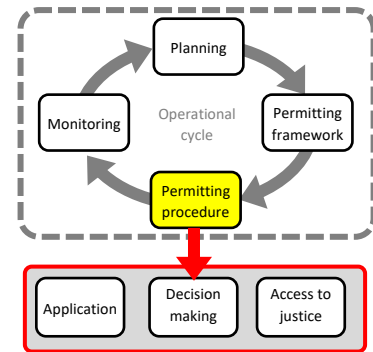 Planning
Monitoring
Operational
cycle
Permitting
framework
Permitting
procedure
Application
Decision
making
Access to
justice